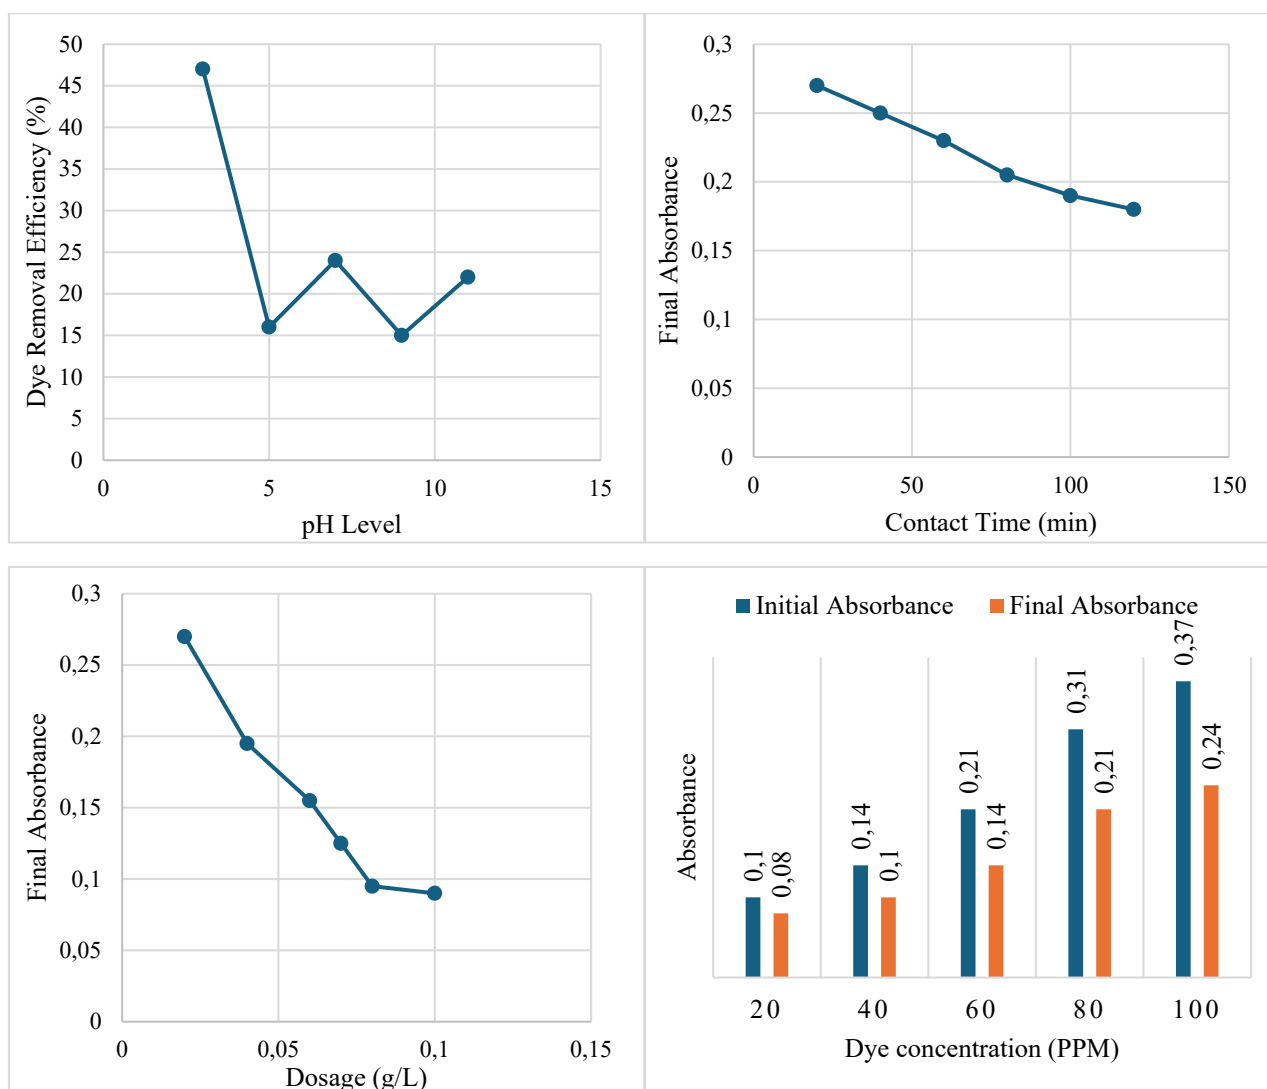 50
45
40
35
30
25
20
15
10
5
0
0 5 10 15
Dye Removal Efficiency (%)
pH Level
0,3
0,25
0,2
0,15
0,1
0,05
0
0 50 100 150
Final Absorbance
Contact Time (min)
0,3
0,25
0,2
0,15
0,1
0,05
0
0 0,05 0,1 0,15
Final Absorbance
Dosage (g/L)
Initial Absorbance Final Absorbance
0,1 0,08 0,14 0,1 0,21 0,14 0,31 0,21 0,37 0,24
Absorbance
20 40 60 80 100
Dye concentration (PPM)